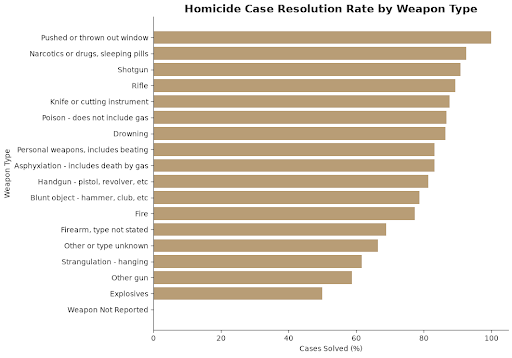 Homicide Case Resolution Rate by Weapon Type
Pushed or thrown out window
Narcotics or drugs, sleeping pills
Shotgun
Rifle
Knife or cutting instrument
Poison - does not include gas
Drowning
Personal weapons, includes beating
Asphyxiation - includes death by gas
Handgun - pistol, revolver, etc
Blunt object - hammer, club, etc
Fire
Firearm, type not stated
Other or type unknown
Strangulation - hanging
Other gun
Explosives
Weapon Not Reported
Weapon Type
0 20 40 60 80 100
Cases Solved (%)